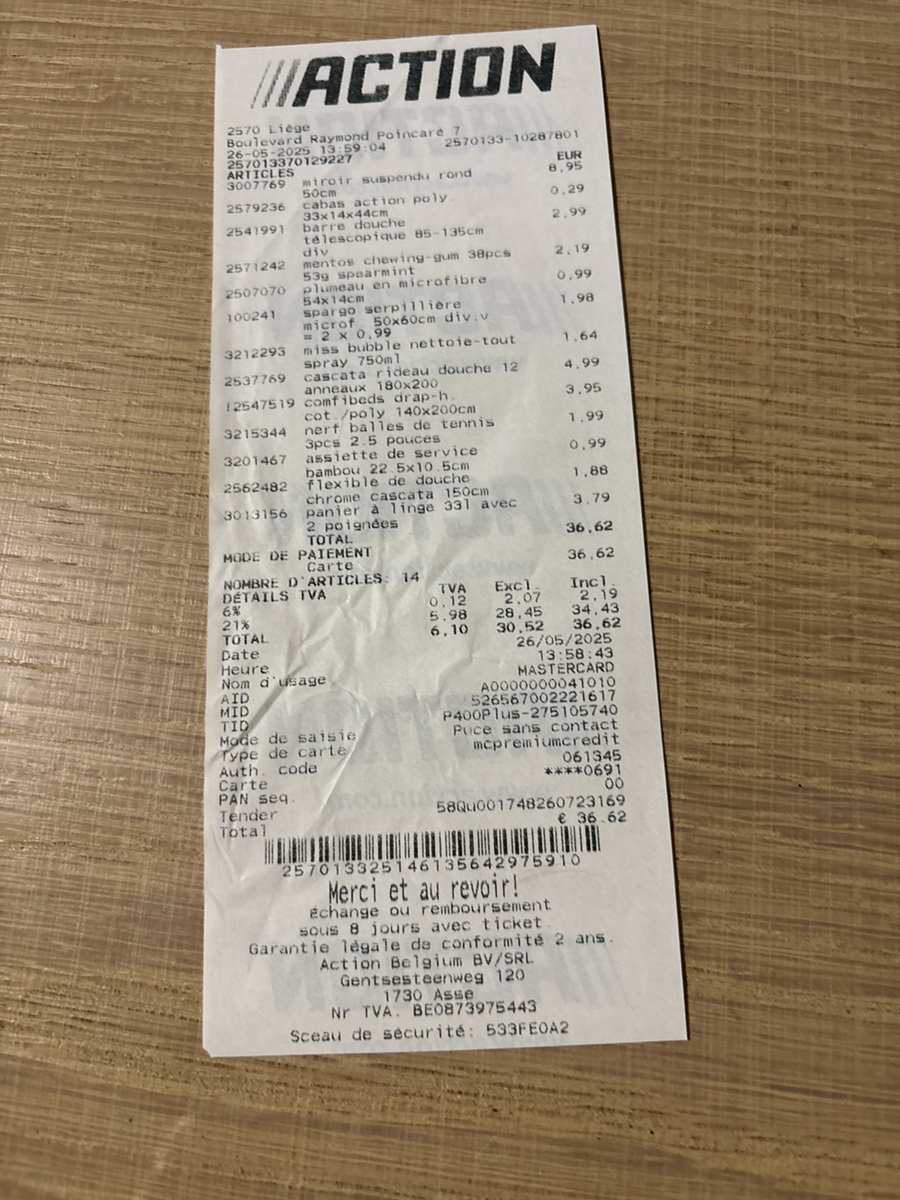 ///ACTION
2570 Liège
Boulevard Raymond Poincaré 7
26-05-2025 13:59:04 2570133-10287801
257013370129227
ARTICLES EUR
3007769 miroir suspendu rond 8,95
50cm
2579236 cabas action poly 0,29
33x14x44cm
2541991 barre douche 2,99
télescopique 85-135cm
div
2571242 mentos chewing-gum 38pcs 2,19
53g spearmint
2507070 plumeau en microfibre 0,99
54x14cm
100241 spargo serpillière 1,98
microf. 50x60cm div.v
= 2 x 0,99
3212293 miss bubble nettoie-tout 1,64
spray 750ml
2537769 cascata rideau douche 12 4,99
anneaux 180x200
12547519 comfibeds drap-h. 3,95
cot./poly 140x200cm
3215344 nerf balles de tennis 1,99
3pcs 2.5 pouces
3201467 assiette de service 0,99
bambou 22.5x10.5cm
2562482 flexible de douche 1,88
chrome cascata 150cm
3013156 panier à linge 33l avec 3,79
2 poignées
TOTAL 36,62
MODE DE PAIEMENT
Carte 36,62
NOMBRE D'ARTICLES: 14
DÉTAILS TVA TVA Excl. Incl.
6% 0,12 2,07 2,19
21% 5,98 28,45 34,43
TOTAL 6,10 30,52 36,62
Date 26/05/2025
Heure 13:58:43
Nom d'usage MASTERCARD
AID A0000000041010
MID 526567002221617
TID P400Plus-275105740
Mode de saisie Puce sans contact
Type de carte mcpremiumcredit
Auth. code 061345
Carte ****0691
PAN seq. 00
Tender 58Qu001748260723169
Total € 36.62
257013325146135642975910
Merci et au revoir!
Échange ou remboursement
sous 8 jours avec ticket.
Garantie légale de conformité 2 ans.
Action Belgium BV/SRL
Gentsesteenweg 120
1730 Asse
Nr TVA. BE0873975443
Sceau de sécurité: 533FE0A2